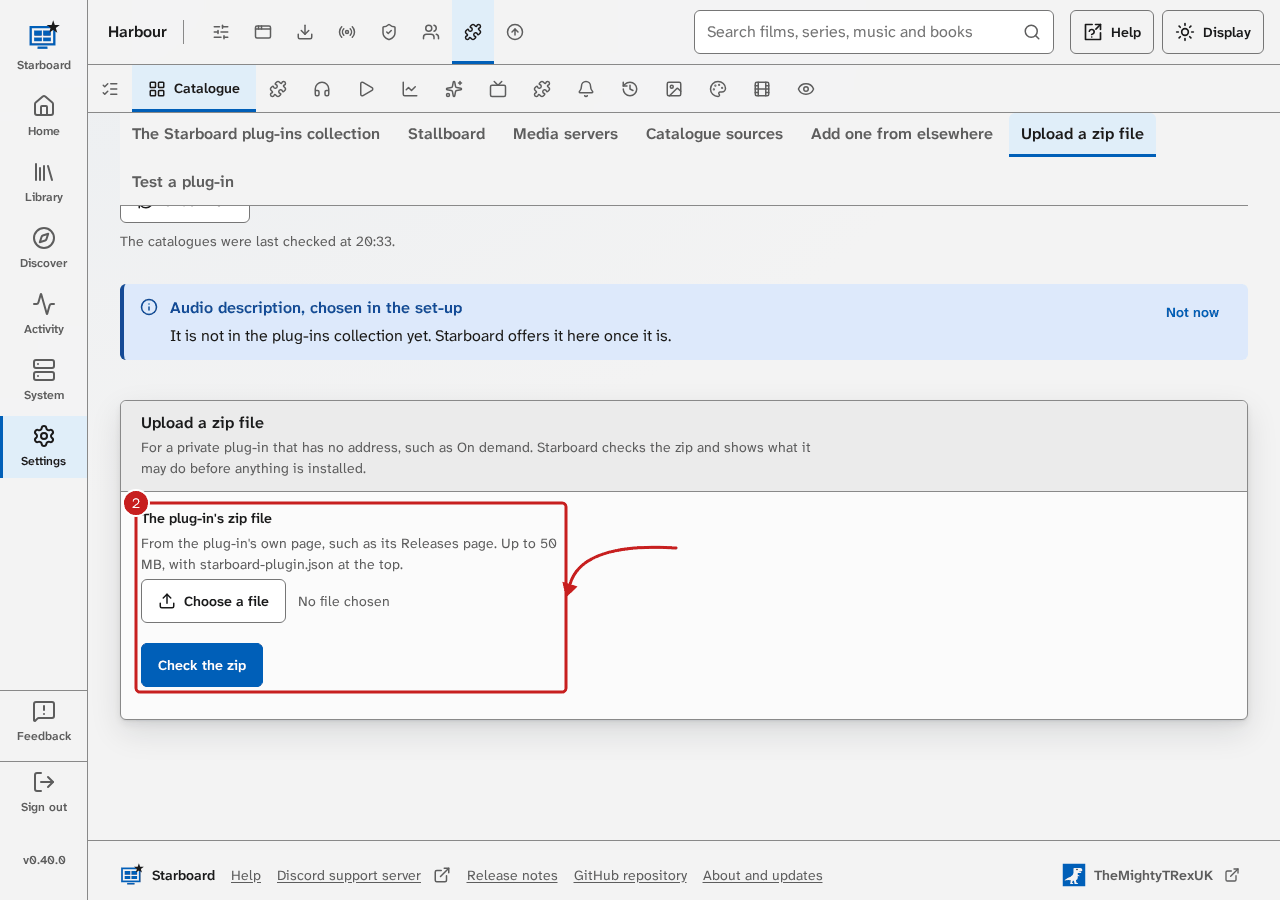 Starboard
Home
Library
Discover
Activity
System
Settings
Feedback
Sign out
v0.40.0
Harbour
Search films, series, music and books
Help
Display
Catalogue
The Starboard plug-ins collection
Stallboard
Media servers
Catalogue sources
Add one from elsewhere
Upload a zip file
Test a plug-in
The catalogues were last checked at 20:33.
Audio description, chosen in the set-up
Not now
It is not in the plug-ins collection yet. Starboard offers it here once it is.
Upload a zip file
For a private plug-in that has no address, such as On demand. Starboard checks the zip and shows what it
may do before anything is installed.
2
The plug-in's zip file
From the plug-in's own page, such as its Releases page. Up to 50
MB, with starboard-plugin.json at the top.
Choose a file
No file chosen
Check the zip
Starboard
Help
Discord support server
Release notes
GitHub repository
About and updates
TheMightyTRexUK